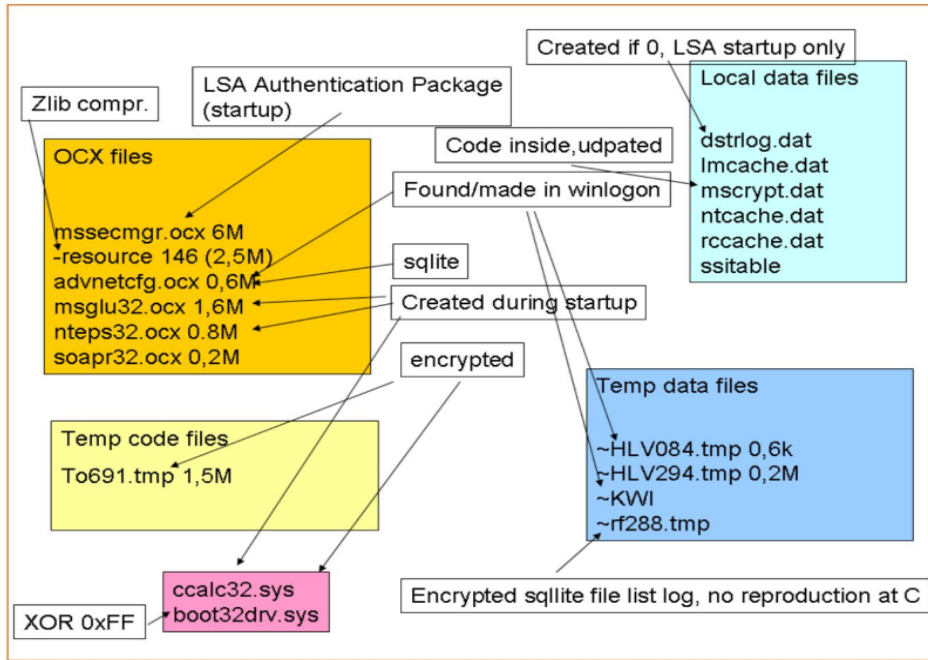 Created if 0, LSA startup only
LSA Authentication Package
(startup)
Zlib compr.
Local data files
dstrlog.dat
lmcache.dat
mscrypt.dat
ntcache.dat
rccache.dat
ssitable
Code inside,udpated
OCX files
mssecmgr.ocx 6M
-resource 146 (2,5M)
advnetcfg.ocx 0,6M
msglu32.ocx 1,6M
nteps32.ocx 0.8M
soapr32.ocx 0,2M
Found/made in winlogon
sqlite
Created during startup
encrypted
Temp data files
~HLV084.tmp 0,6k
~HLV294.tmp 0,2M
~KWI
~rf288.tmp
Temp code files
To691.tmp 1,5M
ccalc32.sys
boot32drv.sys
Encrypted sqllite file list log, no reproduction at C
XOR 0xFF